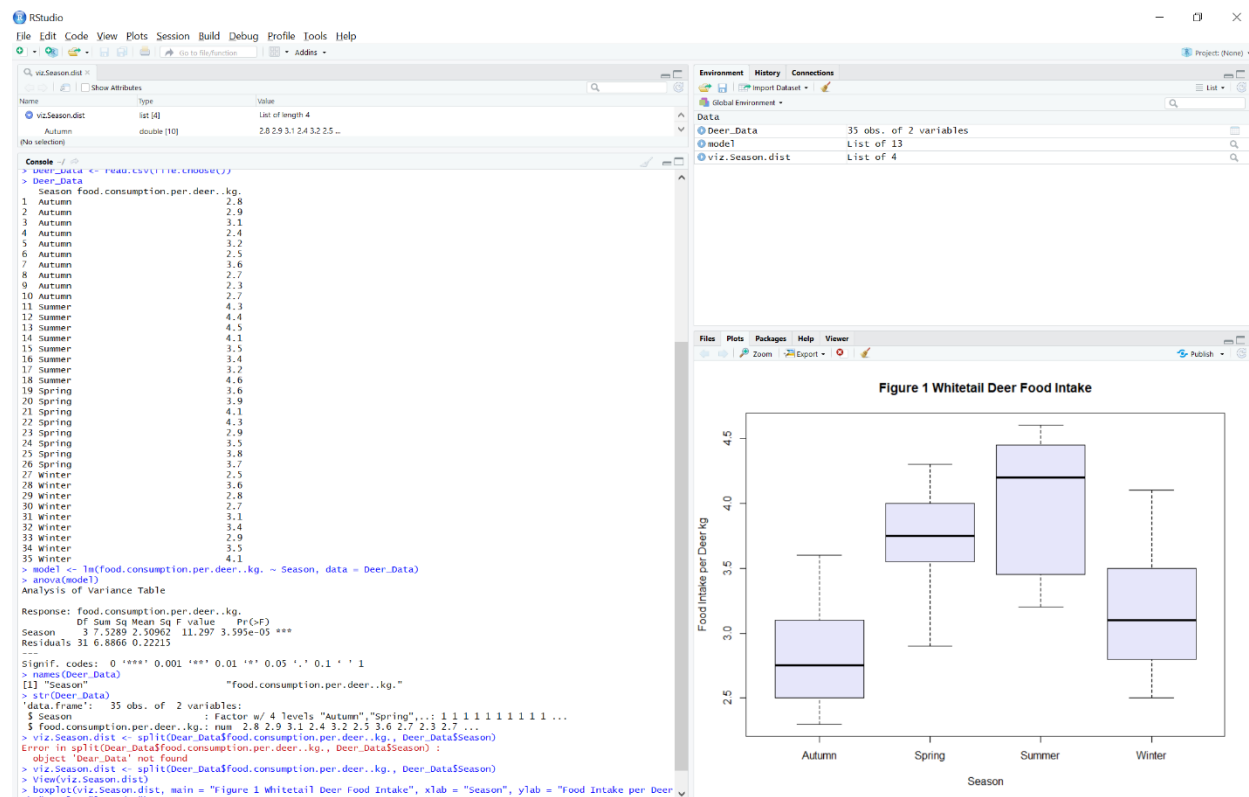 RStudio
File Edit Code View Plots Session Build Debug Profile Tools Help
Go to file/function Addins
Project: (None)
viz.Season.dist
Show Attributes
Name Type Value
viz.Season.dist list [4] List of length 4
Autumn double [10] 2.8 2.9 3.1 2.4 3.2 2.5 ...
(No selection)
Console ~/
> Deer_Data <- read.csv(file.choose())
> Deer_Data
Season food.consumption.per.deer..kg.
1 Autumn 2.8
2 Autumn 2.9
3 Autumn 3.1
4 Autumn 2.4
5 Autumn 3.2
6 Autumn 2.5
7 Autumn 3.6
8 Autumn 2.7
9 Autumn 2.3
10 Autumn 2.7
11 Summer 4.3
12 Summer 4.4
13 Summer 4.5
14 Summer 4.1
15 Summer 3.5
16 Summer 3.4
17 Summer 3.2
18 Summer 4.6
19 Spring 3.6
20 Spring 3.9
21 Spring 4.1
22 Spring 4.3
23 Spring 2.9
24 Spring 3.5
25 Spring 3.8
26 Spring 3.7
27 Winter 2.5
28 Winter 3.6
29 Winter 2.8
30 Winter 2.7
31 Winter 3.1
32 Winter 3.4
33 Winter 2.9
34 Winter 3.5
35 Winter 4.1
> model <- lm(food.consumption.per.deer..kg. ~ Season, data = Deer_Data)
> anova(model)
Analysis of Variance Table
Response: food.consumption.per.deer..kg.
Df Sum Sq Mean Sq F value Pr(>F)
Season 3 7.5289 2.50962 11.297 3.595e-05 ***
Residuals 31 6.8866 0.22215
---
Signif. codes: 0 ‘***’ 0.001 ‘**’ 0.01 ‘*’ 0.05 ‘.’ 0.1 ‘ ’ 1
> names(Deer_Data)
[1] "Season" "food.consumption.per.deer..kg."
> str(Deer_Data)
'data.frame': 35 obs. of 2 variables:
$ Season : Factor w/ 4 levels "Autumn","Spring",..: 1 1 1 1 1 1 1 1 1 1 ...
$ food.consumption.per.deer..kg.: num 2.8 2.9 3.1 2.4 3.2 2.5 3.6 2.7 2.3 2.7 ...
> viz.Season.dist <- split(Dear_Data$food.consumption.per.deer..kg., Deer_Data$Season)
Error in split(Dear_Data$food.consumption.per.deer..kg., Deer_Data$Season) :
object 'Dear_Data' not found
> viz.Season.dist <- split(Deer_Data$food.consumption.per.deer..kg., Deer_Data$Season)
> View(viz.Season.dist)
> boxplot(viz.Season.dist, main = "Figure 1 Whitetail Deer Food Intake", xlab = "Season", ylab = "Food Intake per Deer
Environment History Connections
Import Dataset List
Global Environment
Data
Deer_Data 35 obs. of 2 variables
model List of 13
viz.Season.dist List of 4
Files Plots Packages Help Viewer
Zoom Export Publish
Figure 1 Whitetail Deer Food Intake
4.5
4.0
3.5
3.0
2.5
Food Intake per Deer kg
Autumn Spring Summer Winter
Season